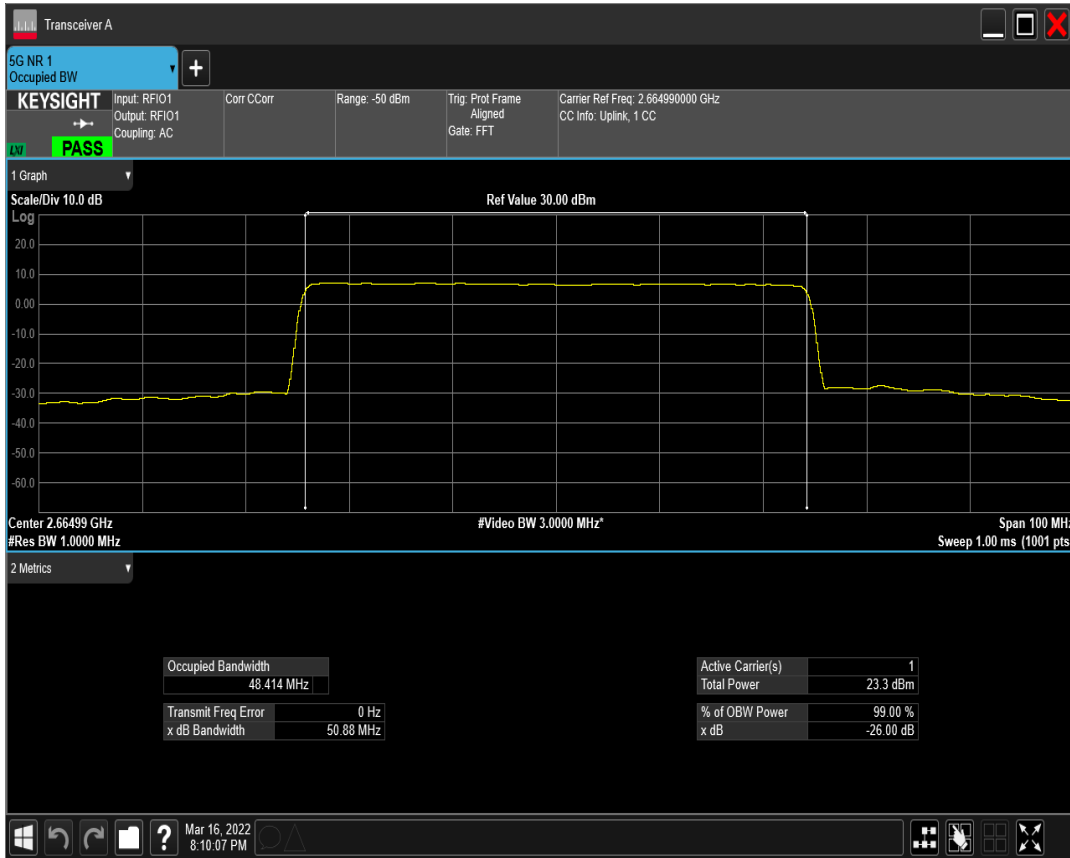 Transceiver A
5G NR 1
Occupied BW
KEYSIGHT
LXI
PASS
Input: RFIO1
Output: RFIO1
Coupling: AC
Corr CCorr
Range: -50 dBm
Trig: Prot Frame
Aligned
Gate: FFT
Carrier Ref Freq: 2.664990000 GHz
CC Info: Uplink, 1 CC
1 Graph
Scale/Div 10.0 dB
Ref Value 30.00 dBm
Log
20.0
10.0
0.00
-10.0
-20.0
-30.0
-40.0
-50.0
-60.0
Center 2.66499 GHz
#Video BW 3.0000 MHz*
Span 100 MHz
#Res BW 1.0000 MHz
Sweep 1.00 ms (1001 pts
2 Metrics
Occupied Bandwidth
48.414 MHz
Transmit Freq Error 0 Hz
x dB Bandwidth 50.88 MHz
Active Carrier(s) 1
Total Power 23.3 dBm
% of OBW Power 99.00 %
x dB -26.00 dB
?
Mar 16, 2022
8:10:07 PM